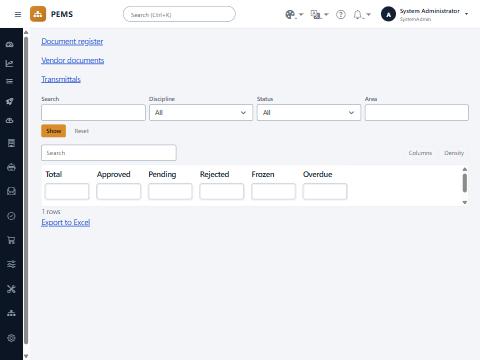 PEMS
Search (Ctrl+K)
A
System Administrator
SystemAdmin
Document register
Vendor documents
Transmittals
Search Discipline Status Area
All All
Show Reset
Search Columns Density
Total Approved Pending Rejected Frozen Overdue
1 rows
Export to Excel